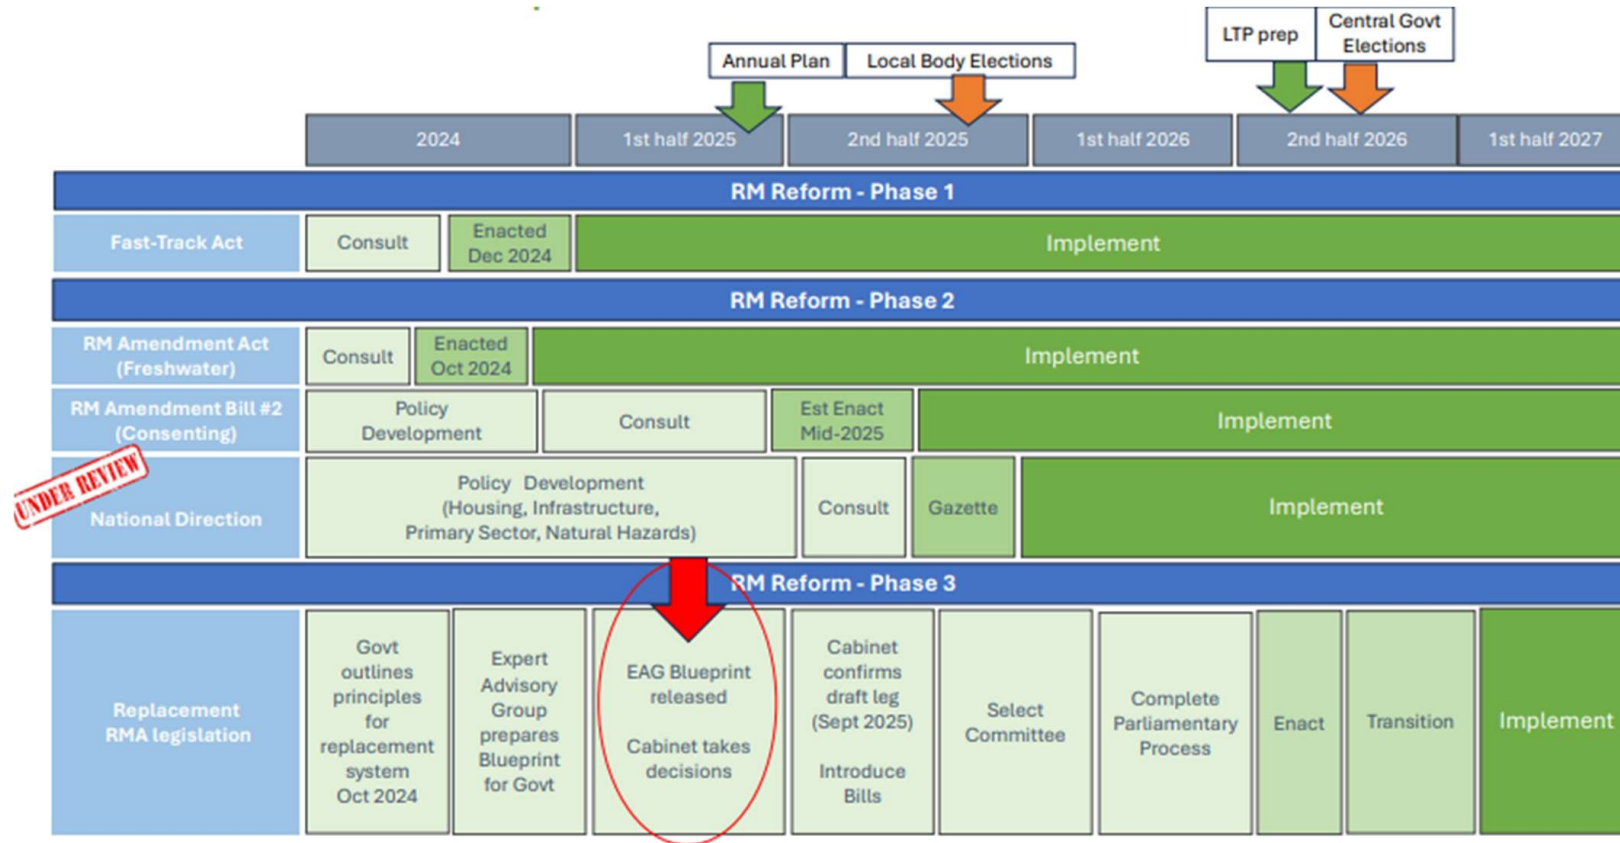 LTP prep
Central Govt
Elections
Annual Plan
Local Body Elections
2024
1st half 2025
2nd half 2025
1st half 2026
2nd half 2026
1st half 2027
RM Reform - Phase 1
Fast-Track Act
Consult
Enacted
Dec 2024
Implement
RM Reform - Phase 2
RM Amendment Act
(Freshwater)
Consult
Enacted
Oct 2024
Implement
RM Amendment Bill #2
(Consenting)
Policy
Development
Consult
Est Enact
Mid-2025
Implement
UNDER REVIEW
National Direction
Policy Development
(Housing, Infrastructure,
Primary Sector, Natural Hazards)
Consult
Gazette
Implement
RM Reform - Phase 3
Replacement
RMA legislation
Govt
outlines
principles
for
replacement
system
Oct 2024
Expert
Advisory
Group
prepares
Blueprint
for Govt
EAG Blueprint
released
Cabinet takes
decisions
Cabinet
confirms
draft leg
(Sept 2025)
Introduce
Bills
Select
Committee
Complete
Parliamentary
Process
Enact
Transition
Implement